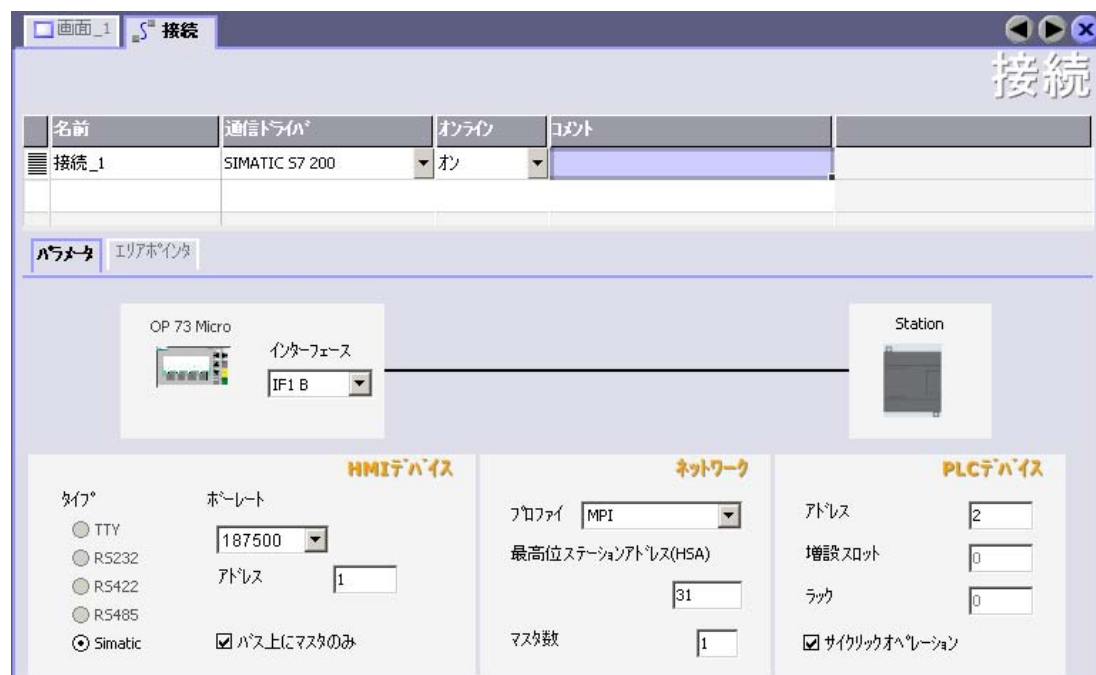 画面_1 接続
接続
名前 通信ドライバ オンライン コメント
接続_1 SIMATIC S7 200 オン
パラメータ エリアポインタ
OP 73 Micro
インターフェース
IF1 B
Station
HMIデバイス
タイプ
TTY
RS232
RS422
RS485
Simatic
ボーレート
187500
アドレス 1
バス上にマスタのみ
ネットワーク
プロファイ MPI
最高位ステーションアドレス(HSA)
31
マスタ数 1
PLCデバイス
アドレス 2
増設スロット 0
ラック 0
サイクリックオペレーション